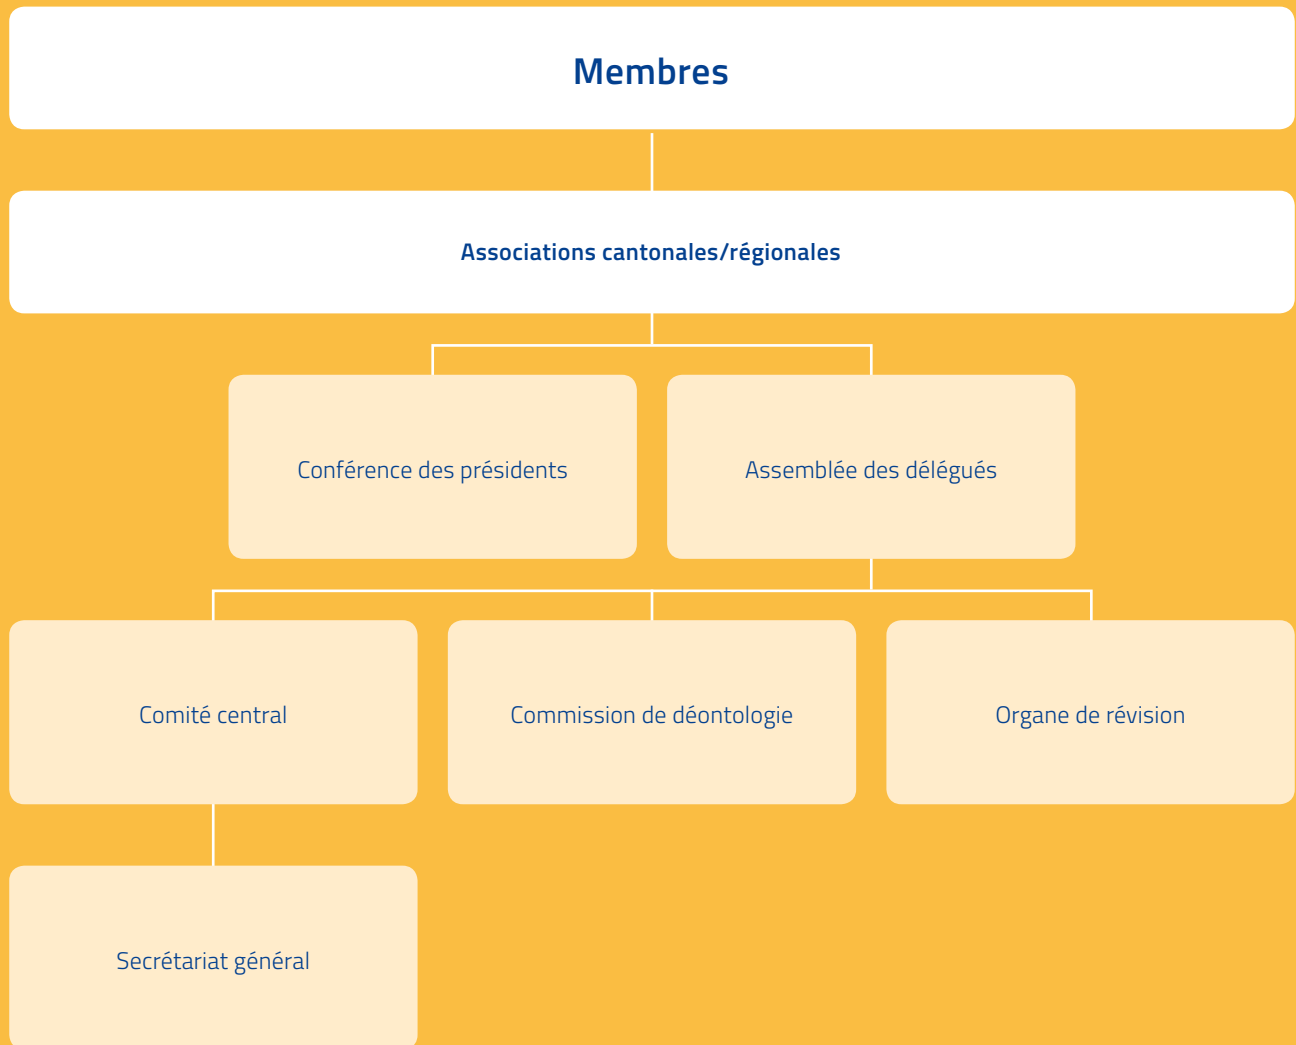 Membres
Associations cantonales/régionales
Conférence des présidents
Assemblée des délégués
Comité central
Commission de déontologie
Organe de révision
Secrétariat général